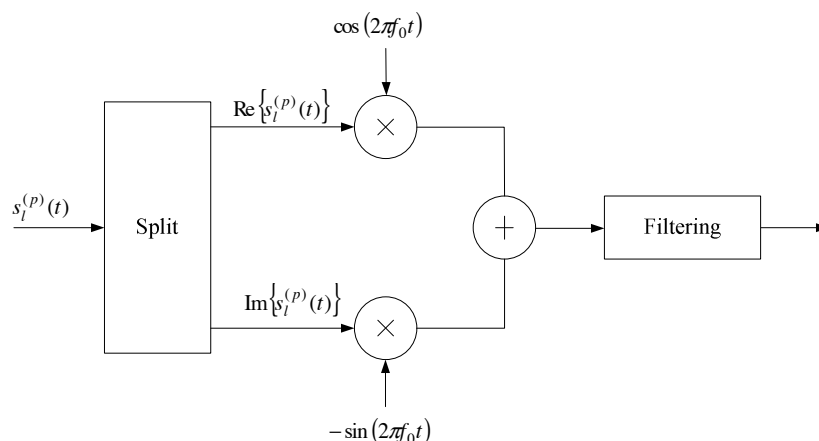 cos(2πf₀t)
Re{s_l^(p)(t)}
×
s_l^(p)(t)
Split
+
Filtering
Im{s_l^(p)(t)}
×
−sin(2πf₀t)